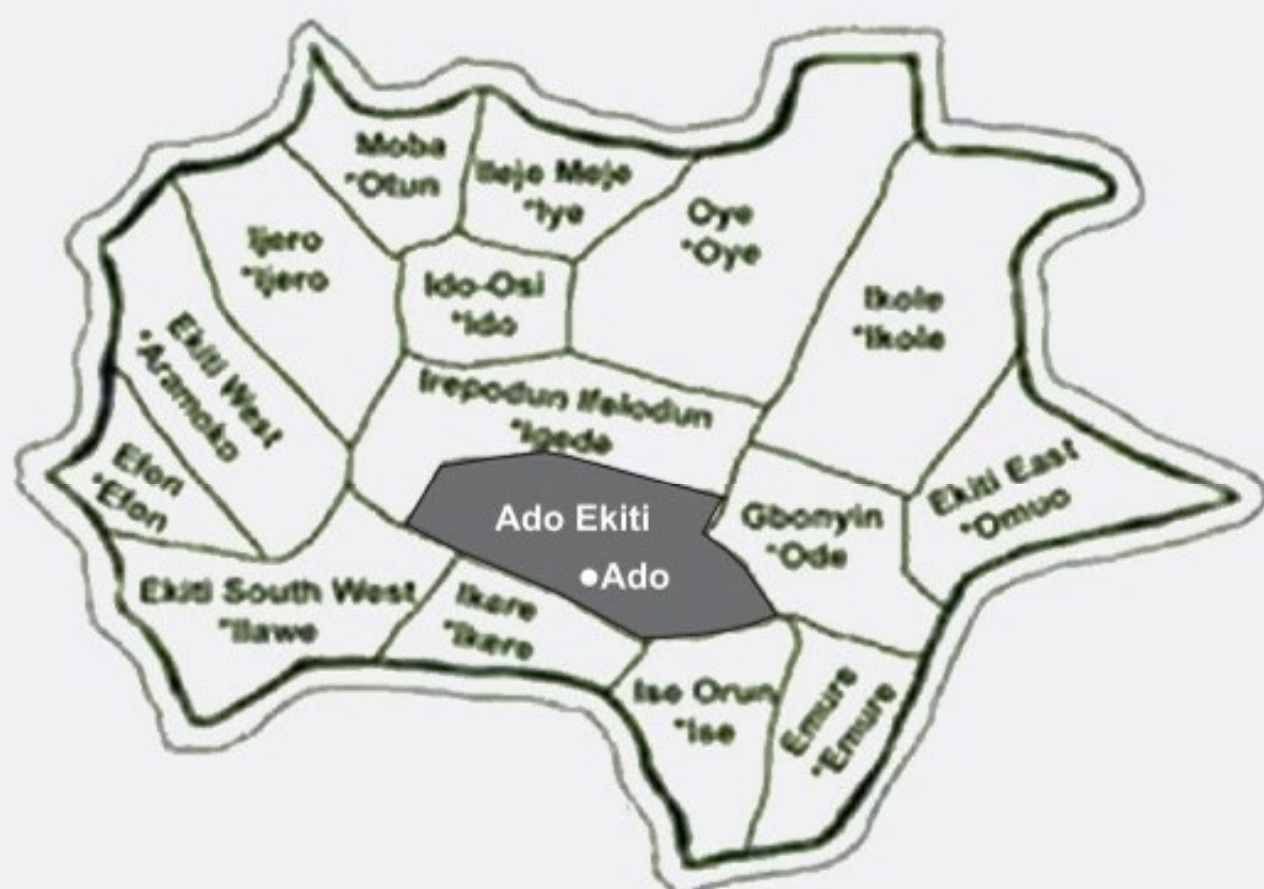 Moba
*Otun
Ileje Meje
*Iye
Oye
*Oye
Ijero
*Ijero
Ido-Osi
*Ido
Ikole
*Ikole
Ekiti West
*Aramoko
Irepodun Ifelodun
*Igede
Efon
*Efon
Ado Ekiti
Ado
Gbonyin
*Ode
Ekiti East
*Omuo
Ekiti South West
*Ilawe
Ikere
*Ikere
Ise Orun
*Ise
Emure
*Emure